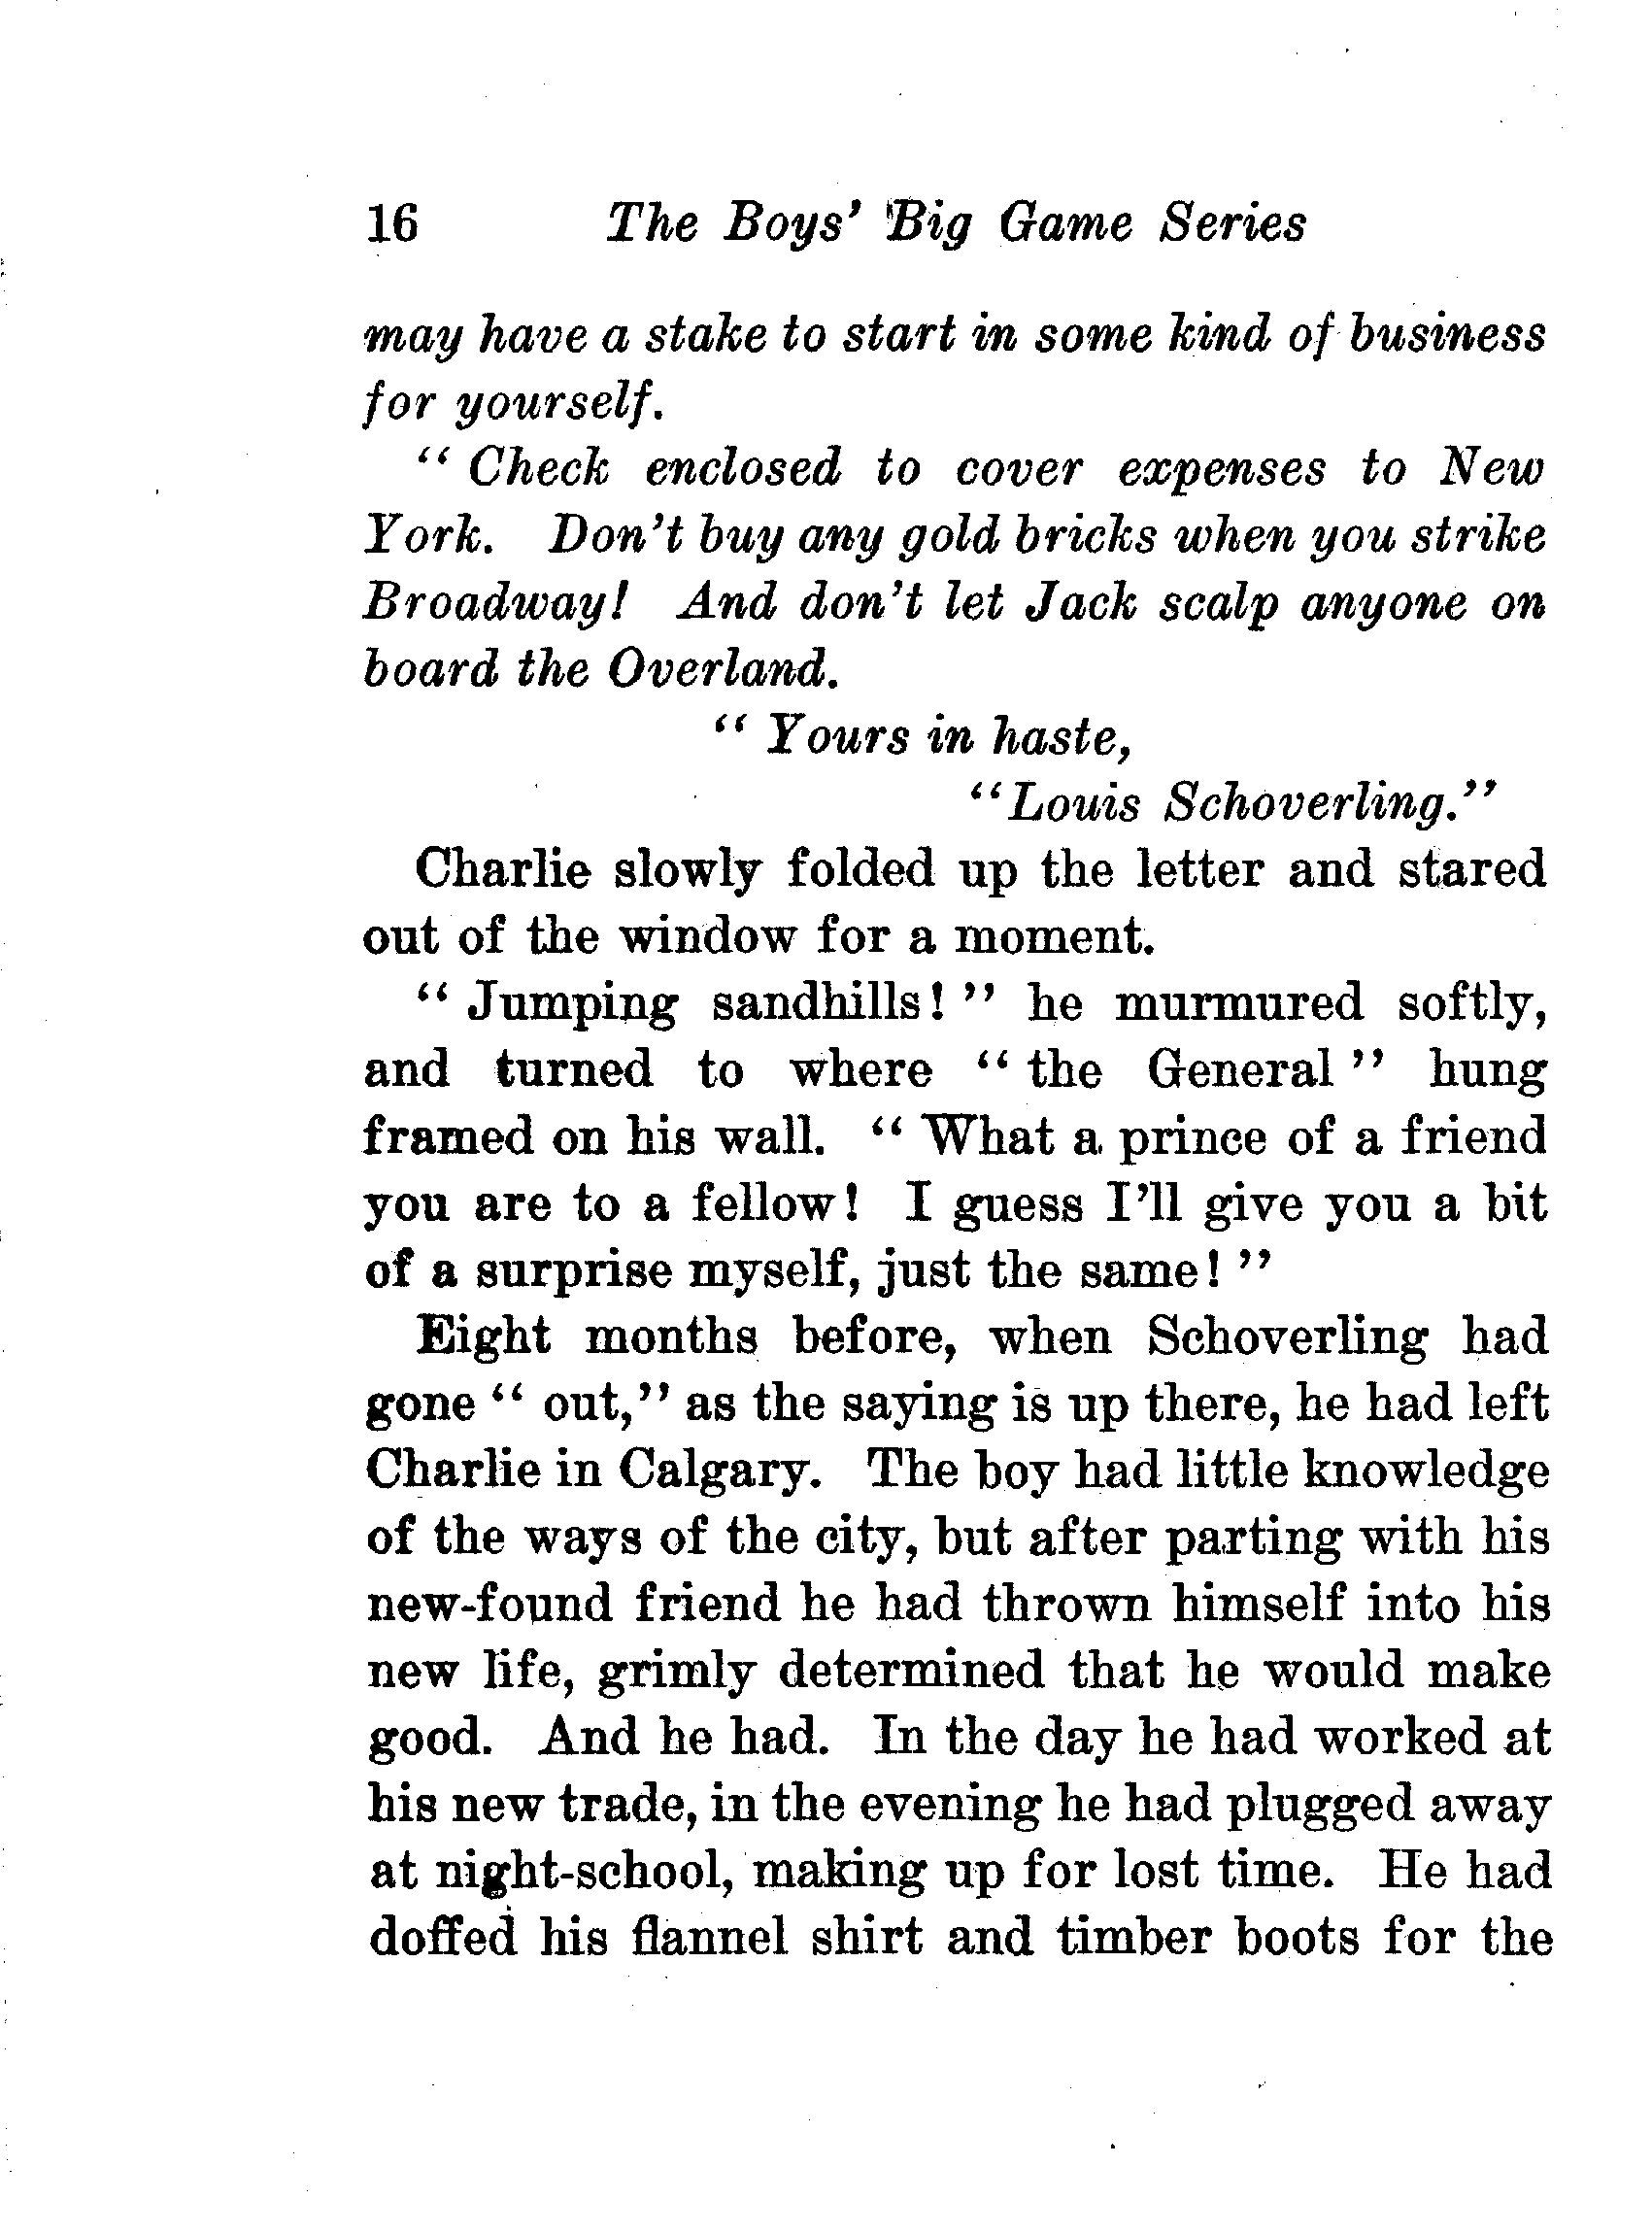 16 The Boys' Big Game Series
may have a stake to start in some kind of business
for yourself.
"Check enclosed to cover expenses to New
York. Don't buy any gold bricks when you strike
Broadway! And don't let Jack scalp anyone on
board the Overland.
"Yours in haste,
"Louis Schoverling."
Charlie slowly folded up the letter and stared
out of the window for a moment.
"Jumping sandhills!" he murmured softly,
and turned to where "the General" hung
framed on his wall. "What a prince of a friend
you are to a fellow! I guess I'll give you a bit
of a surprise myself, just the same!"
Eight months before, when Schoverling had
gone "out," as the saying is up there, he had left
Charlie in Calgary. The boy had little knowledge
of the ways of the city, but after parting with his
new-found friend he had thrown himself into his
new life, grimly determined that he would make
good. And he had. In the day he had worked at
his new trade, in the evening he had plugged away
at night-school, making up for lost time. He had
doffed his flannel shirt and timber boots for the